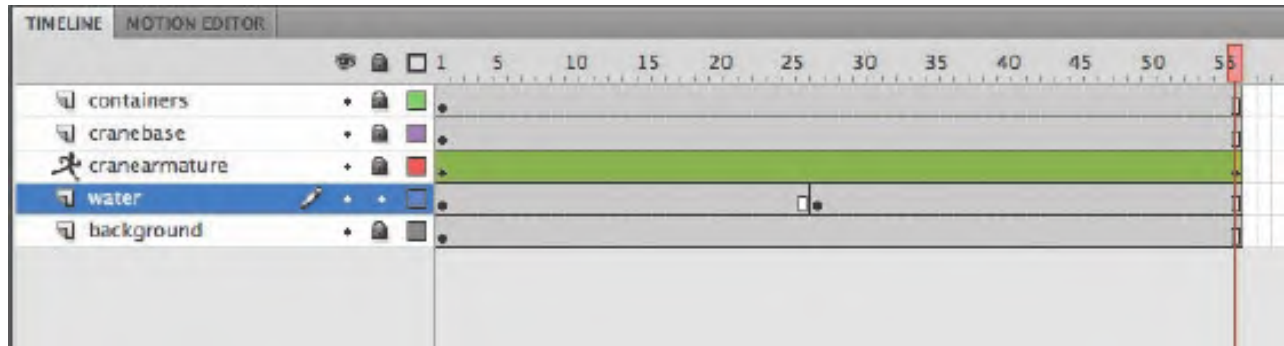 TIMELINE MOTION EDITOR
1 5 10 15 20 25 30 35 40 45 50 55
containers
cranebase
cranearmature
water
background